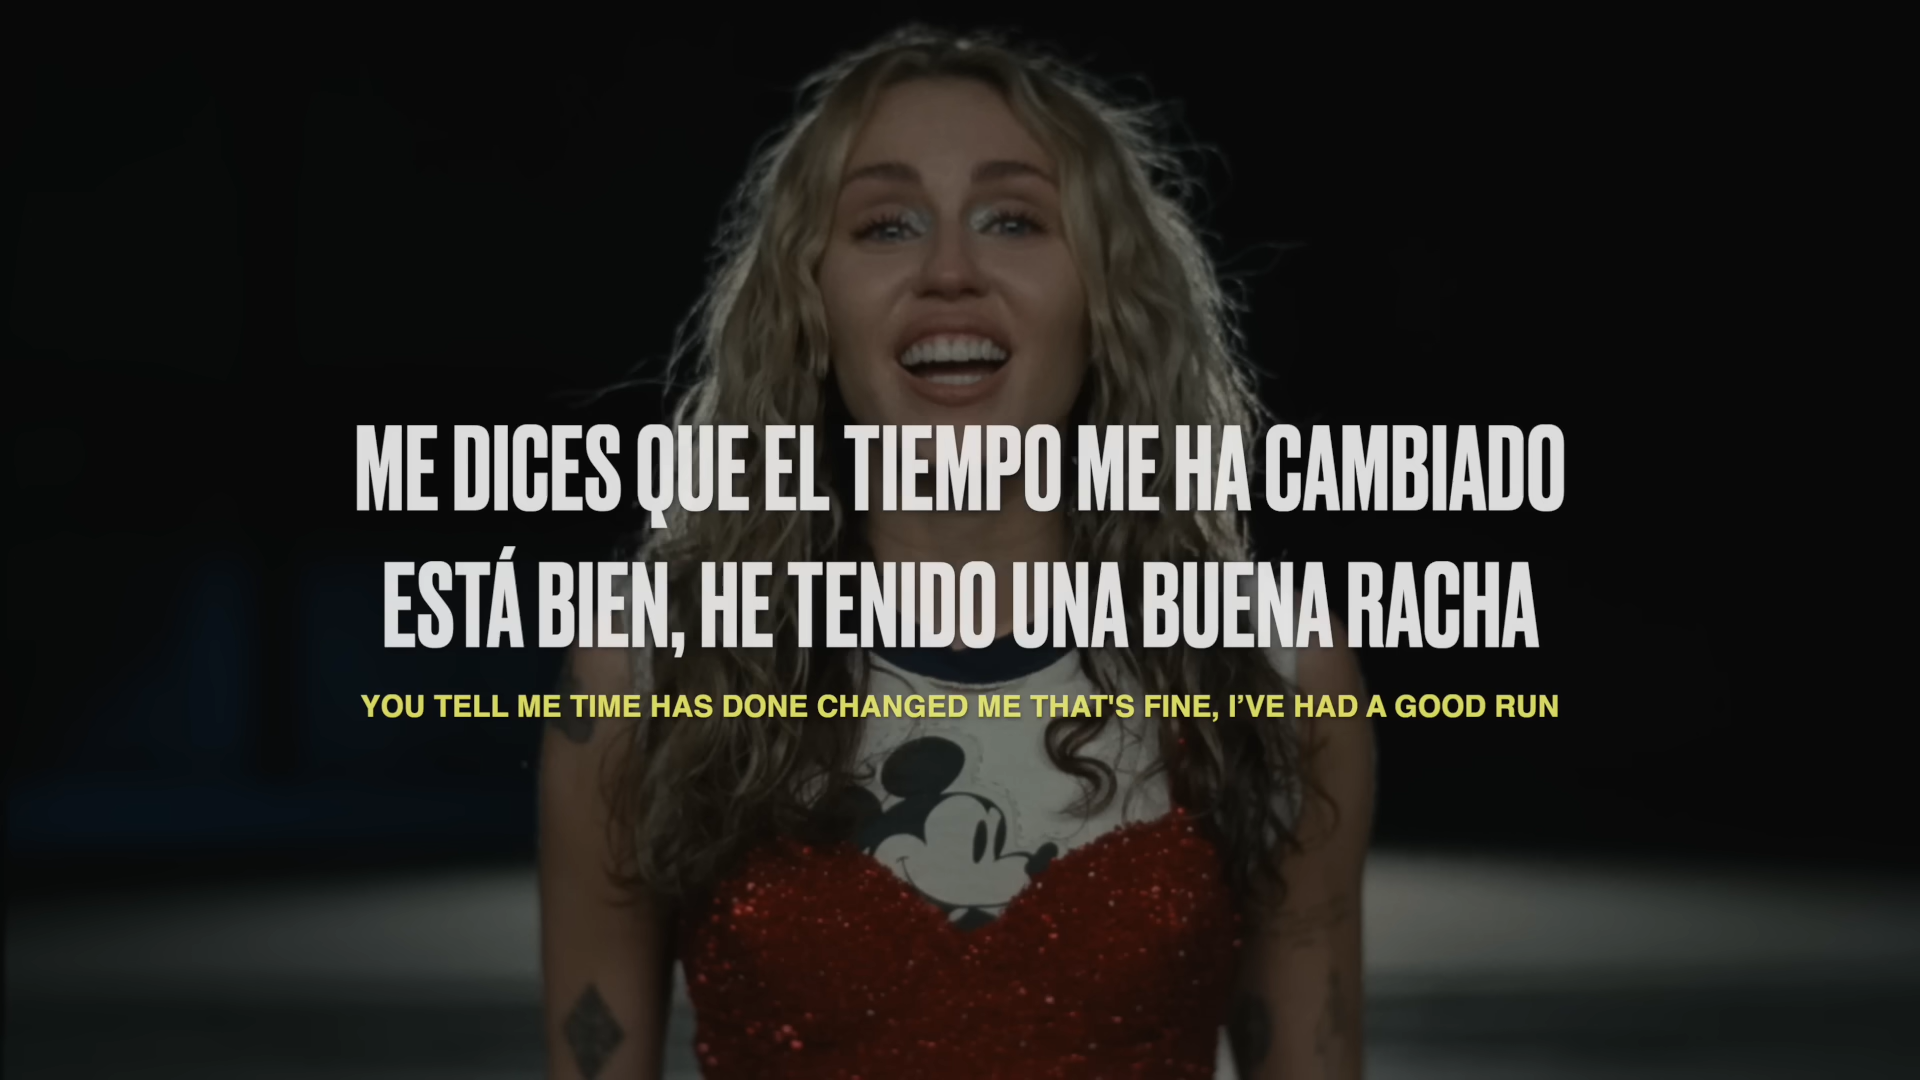 ME DICES QUE EL TIEMPO ME HA CAMBIADO
ESTÁ BIEN, HE TENIDO UNA BUENA RACHA
YOU TELL ME TIME HAS DONE CHANGED ME THAT'S FINE, I’VE HAD A GOOD RUN